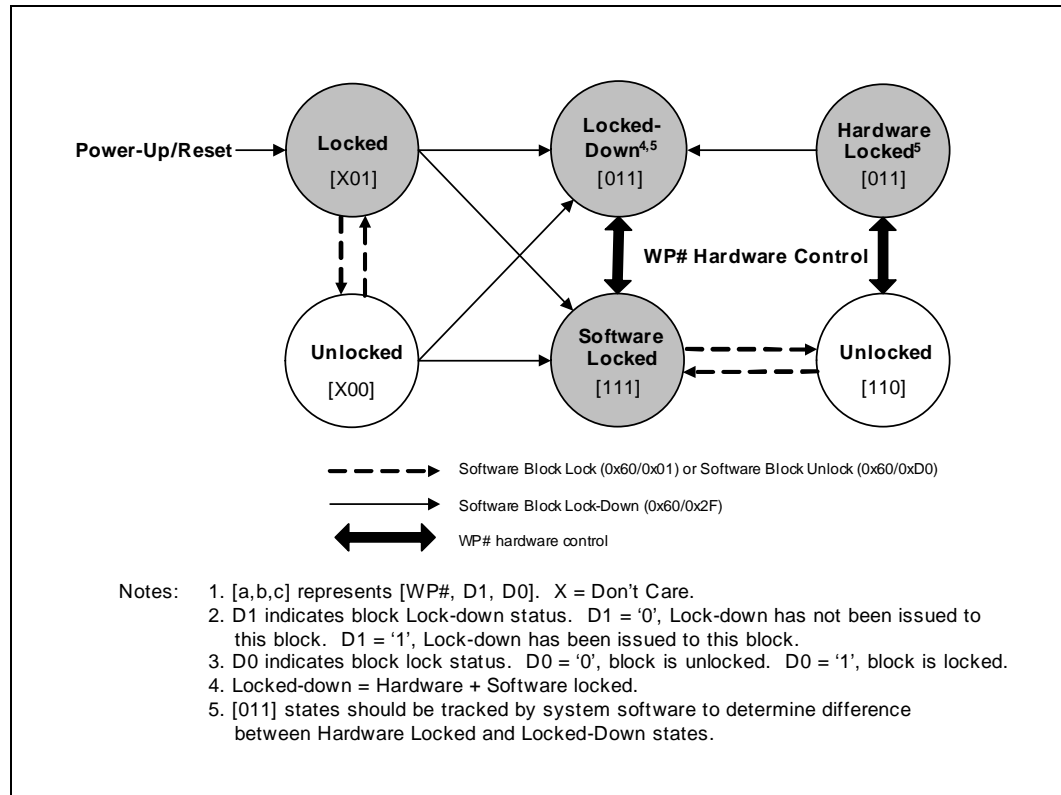 Power-Up/Reset
Locked
[X01]
Locked-
Down4,5
[011]
Hardware
Locked5
[011]
WP# Hardware Control
Unlocked
[X00]
Software
Locked
[111]
Unlocked
[110]
Software Block Lock (0x60/0x01) or Software Block Unlock (0x60/0xD0)
Software Block Lock-Down (0x60/0x2F)
WP# hardware control
Notes: 1. [a,b,c] represents [WP#, D1, D0]. X = Don't Care.
2. D1 indicates block Lock-down status. D1 = ‘0’, Lock-down has not been issued to
this block. D1 = ‘1’, Lock-down has been issued to this block.
3. D0 indicates block lock status. D0 = ‘0’, block is unlocked. D0 = ‘1’, block is locked.
4. Locked-down = Hardware + Software locked.
5. [011] states should be tracked by system software to determine difference
between Hardware Locked and Locked-Down states.